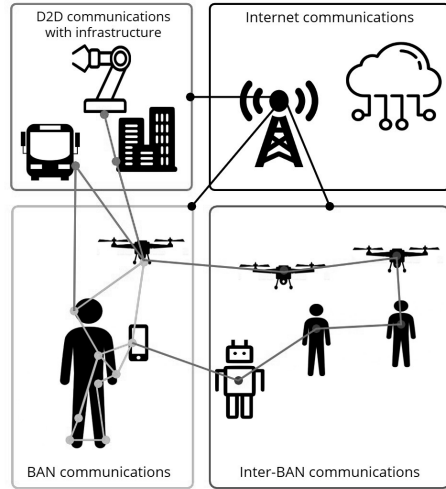 D2D communications
with infrastructure
Internet communications
BAN communications
Inter-BAN communications